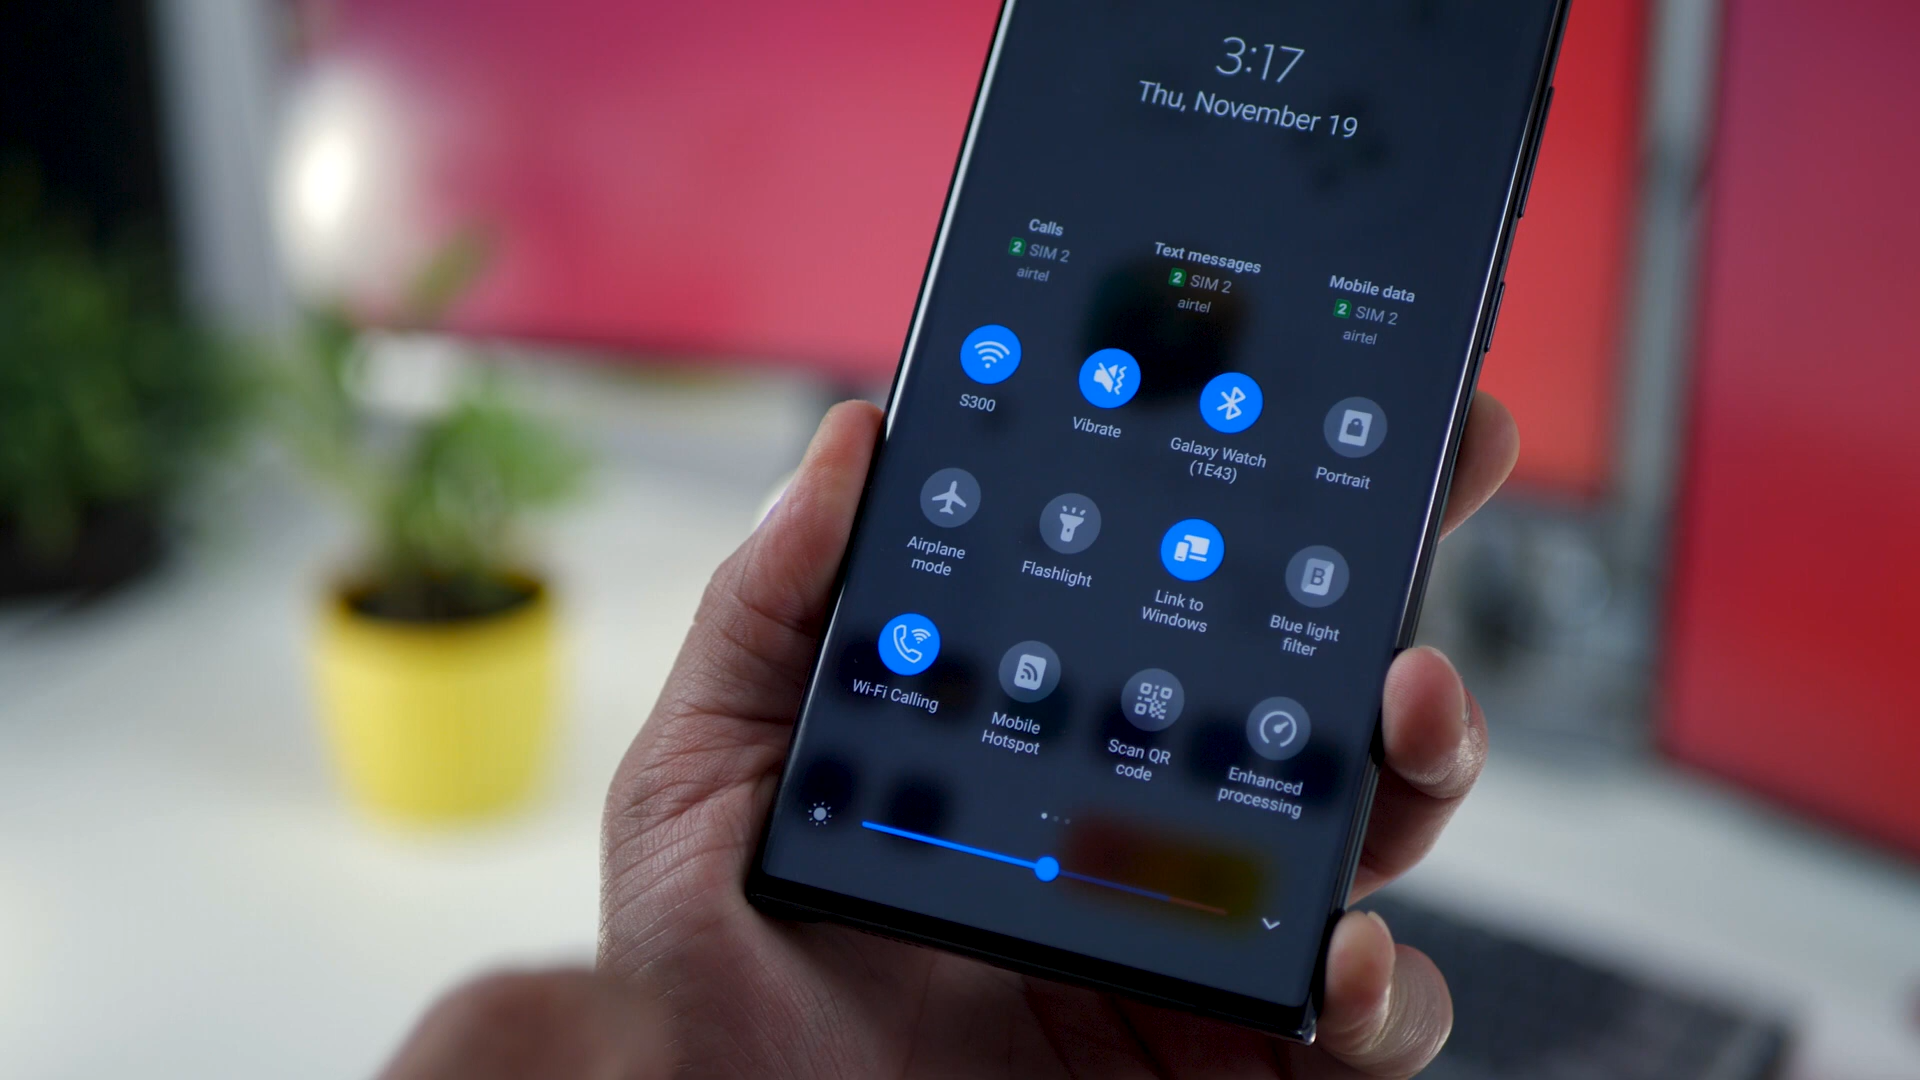 3:17
Thu, November 19
Calls
2 SIM 2
airtel
Text messages
2 SIM 2
airtel
Mobile data
2 SIM 2
airtel
S300
Vibrate
Galaxy Watch
(1E43)
Portrait
Airplane
mode
Flashlight
Link to
Windows
B
Blue light
filter
Wi-Fi Calling
Mobile
Hotspot
Scan QR
code
Enhanced
processing